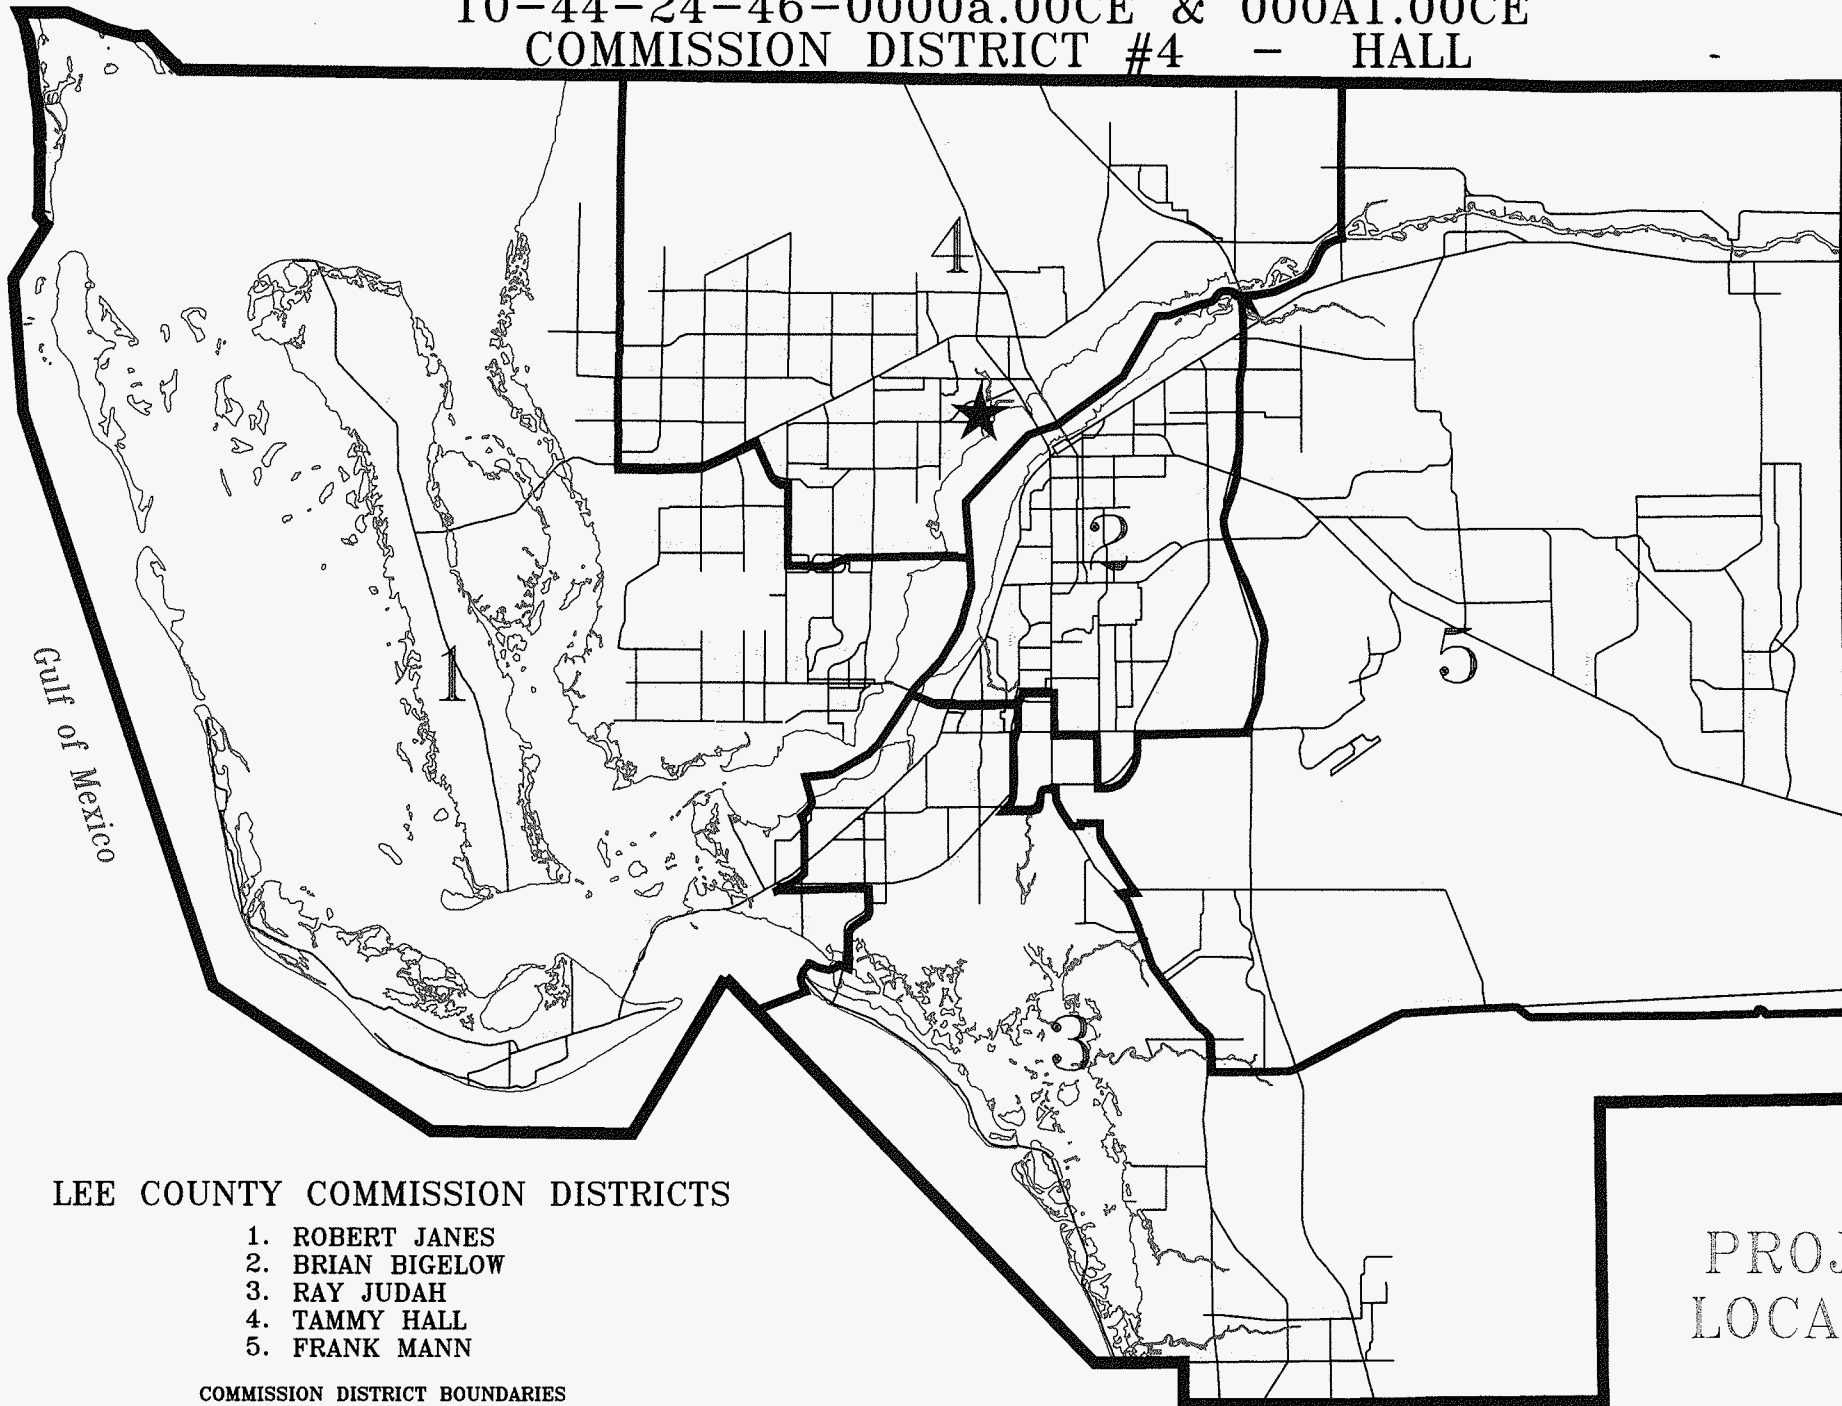 10-44-24-46-0000a.00CE & 000A1.00CE
COMMISSION DISTRICT #4 - HALL
4
2
5
1
Gulf of Mexico
3
LEE COUNTY COMMISSION DISTRICTS
1. ROBERT JANES
2. BRIAN BIGELOW
3. RAY JUDAH
4. TAMMY HALL
5. FRANK MANN
COMMISSION DISTRICT BOUNDARIES
PROJ
LOCA